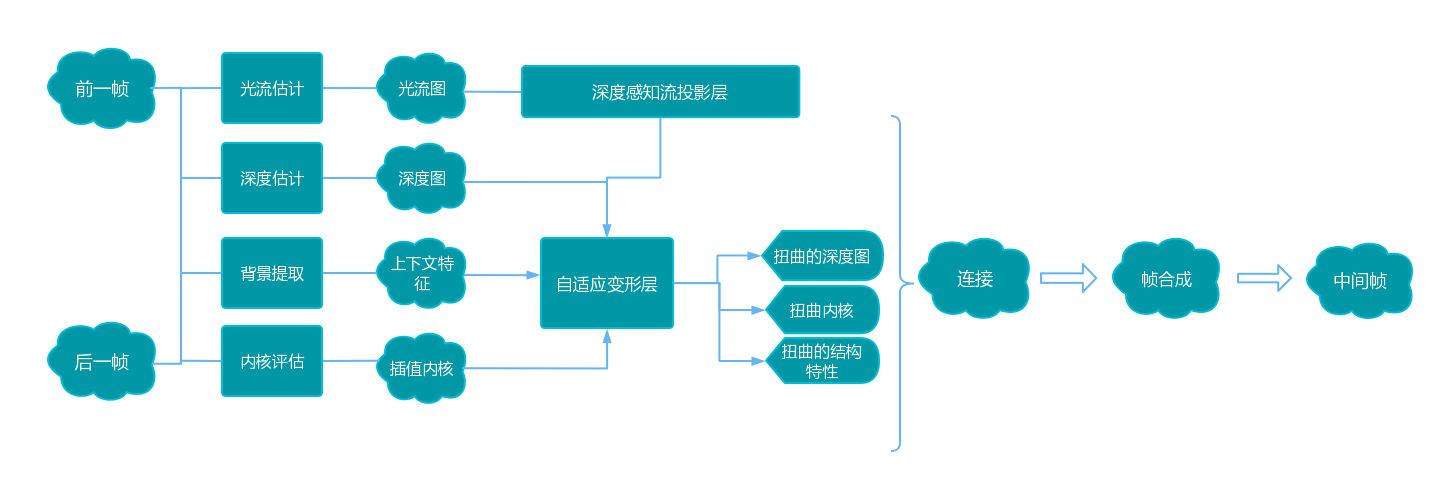 前一帧
光流估计
光流图
深度感知流投影层
深度估计
深度图
背景提取
上下文特
征
自适应变形层
扭曲的深度图
扭曲内核
扭曲的结构
特性
连接
帧合成
中间帧
后一帧
内核评估
插值内核